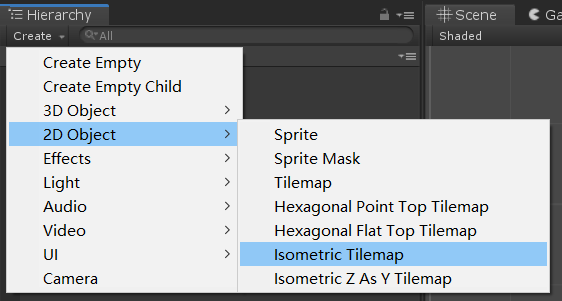 Hierarchy
Scene
Ga
Create
All
Shaded
Create Empty
Create Empty Child
3D Object
2D Object
Effects
Light
Audio
Video
UI
Camera
Sprite
Sprite Mask
Tilemap
Hexagonal Point Top Tilemap
Hexagonal Flat Top Tilemap
Isometric Tilemap
Isometric Z As Y Tilemap